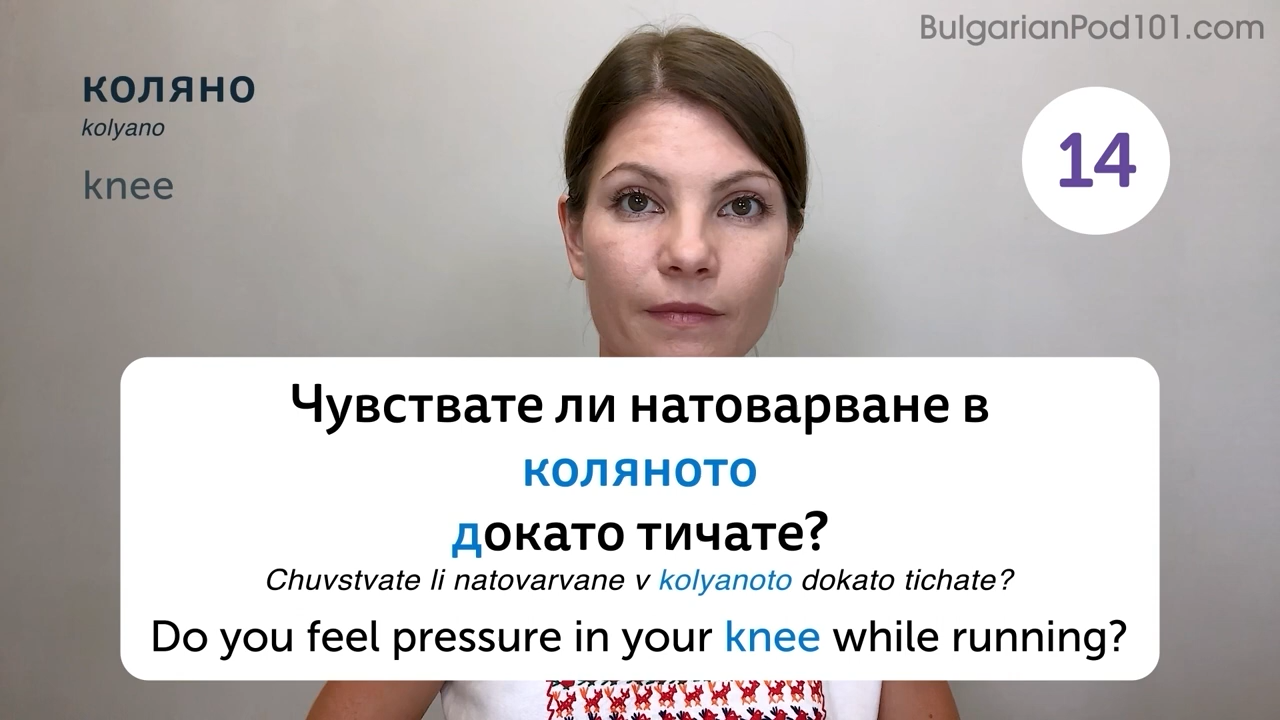 BulgarianPod101.com
коляно
kolyano
knee
14
Чувствате ли натоварване в
коляното
докато тичате?
Chuvstvate li natovarvane v kolyanoto dokato tichate?
Do you feel pressure in your knee while running?